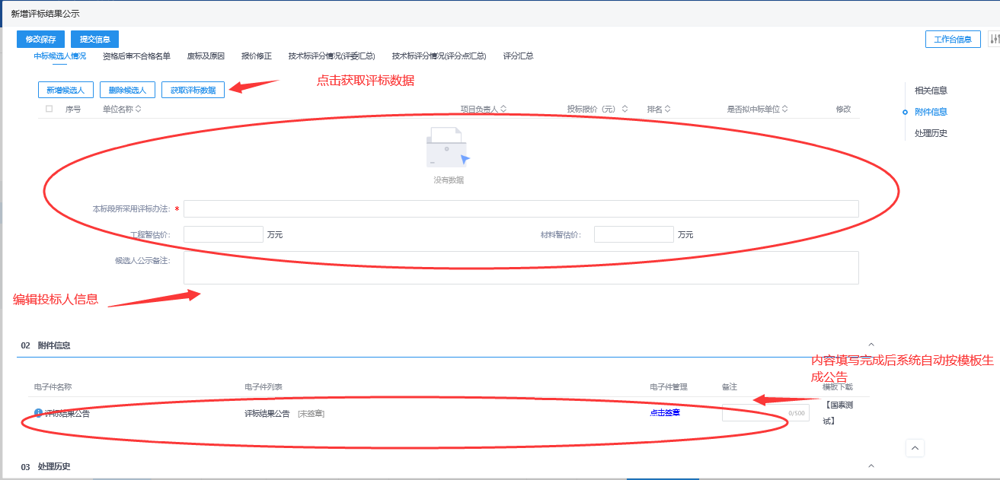 新增评标结果公示
修改保存 提交信息 工作台信息
中标候选人情况 资格后审不合格名单 废标及原因 报价修正 技术标评分情况(评委汇总) 技术标评分情况(评分点汇总) 评分汇总
点击获取评标数据
新增候选人 删除候选人 获取评标数据
相关信息
附件信息
处理历史
序号 单位名称 项目负责人 投标报价（元） 排名 是否拟中标单位 修改
没有数据
本标段所采用评标办法: *
工程暂估价: 万元 材料暂估价: 万元
候选人公示备注:
编辑投标人信息
02 附件信息
内容填写完成后系统自动按模板生
成公告
电子件名称 电子件列表 电子件管理 备注 模板下载
评标结果公告 评标结果公告 [未签章] 点击签章 0/500 【国泰测
试】
03 处理历史